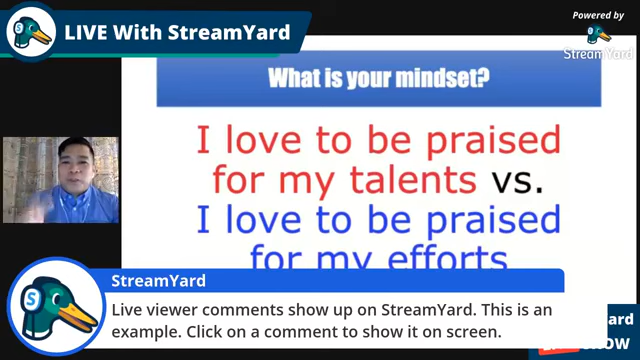 LIVE With StreamYard
Powered by
StreamYard
What is your mindset?
I love to be praised
for my talents vs.
I love to be praised
for my efforts
StreamYard
Live viewer comments show up on StreamYard. This is an
example. Click on a comment to show it on screen.